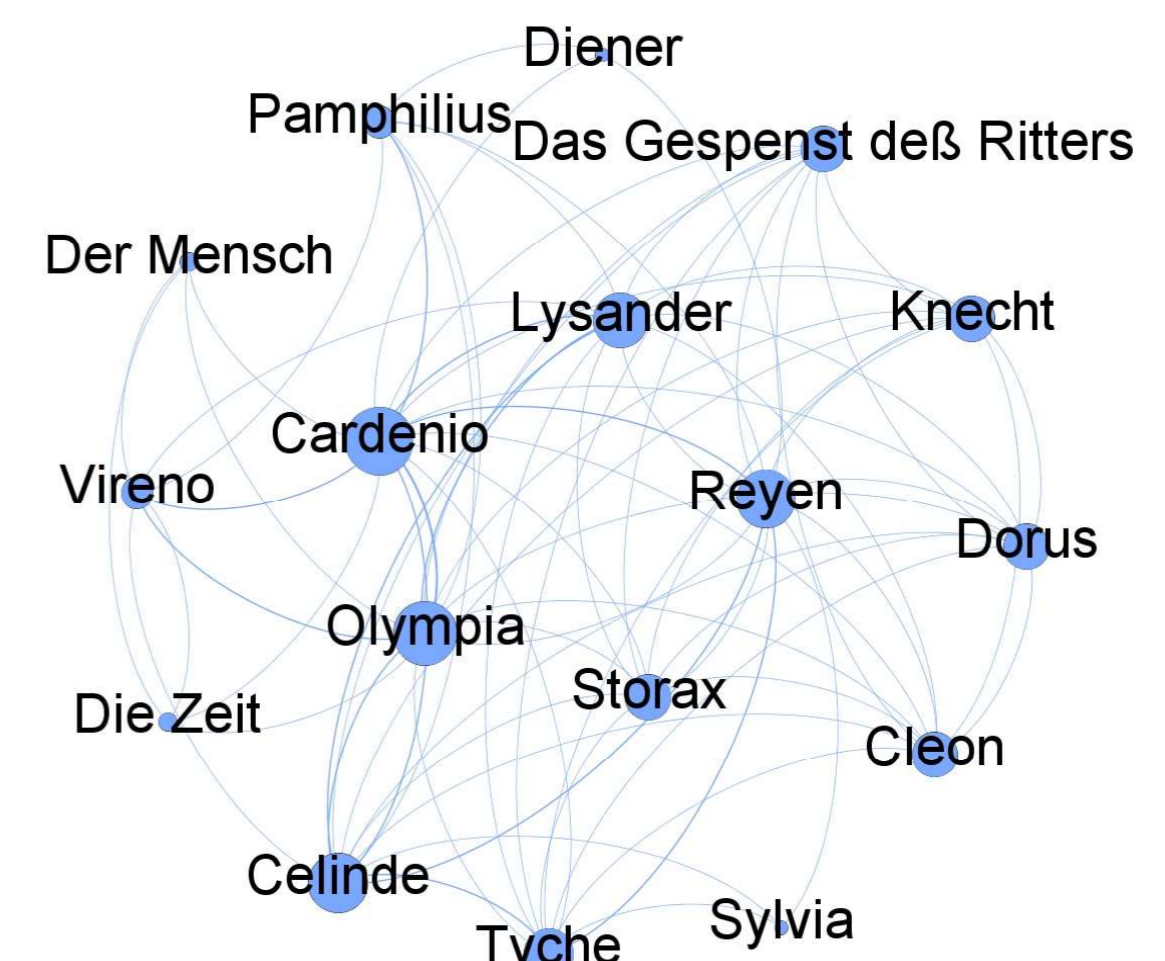 Diener
Pamphilius
Das Gespenst deß Ritters
Der Mensch
Lysander
Knecht
Cardenio
Vireno
Reyen
Dorus
Olympia
Storax
Die Zeit
Cleon
Celinde
Sylvia
Tyche